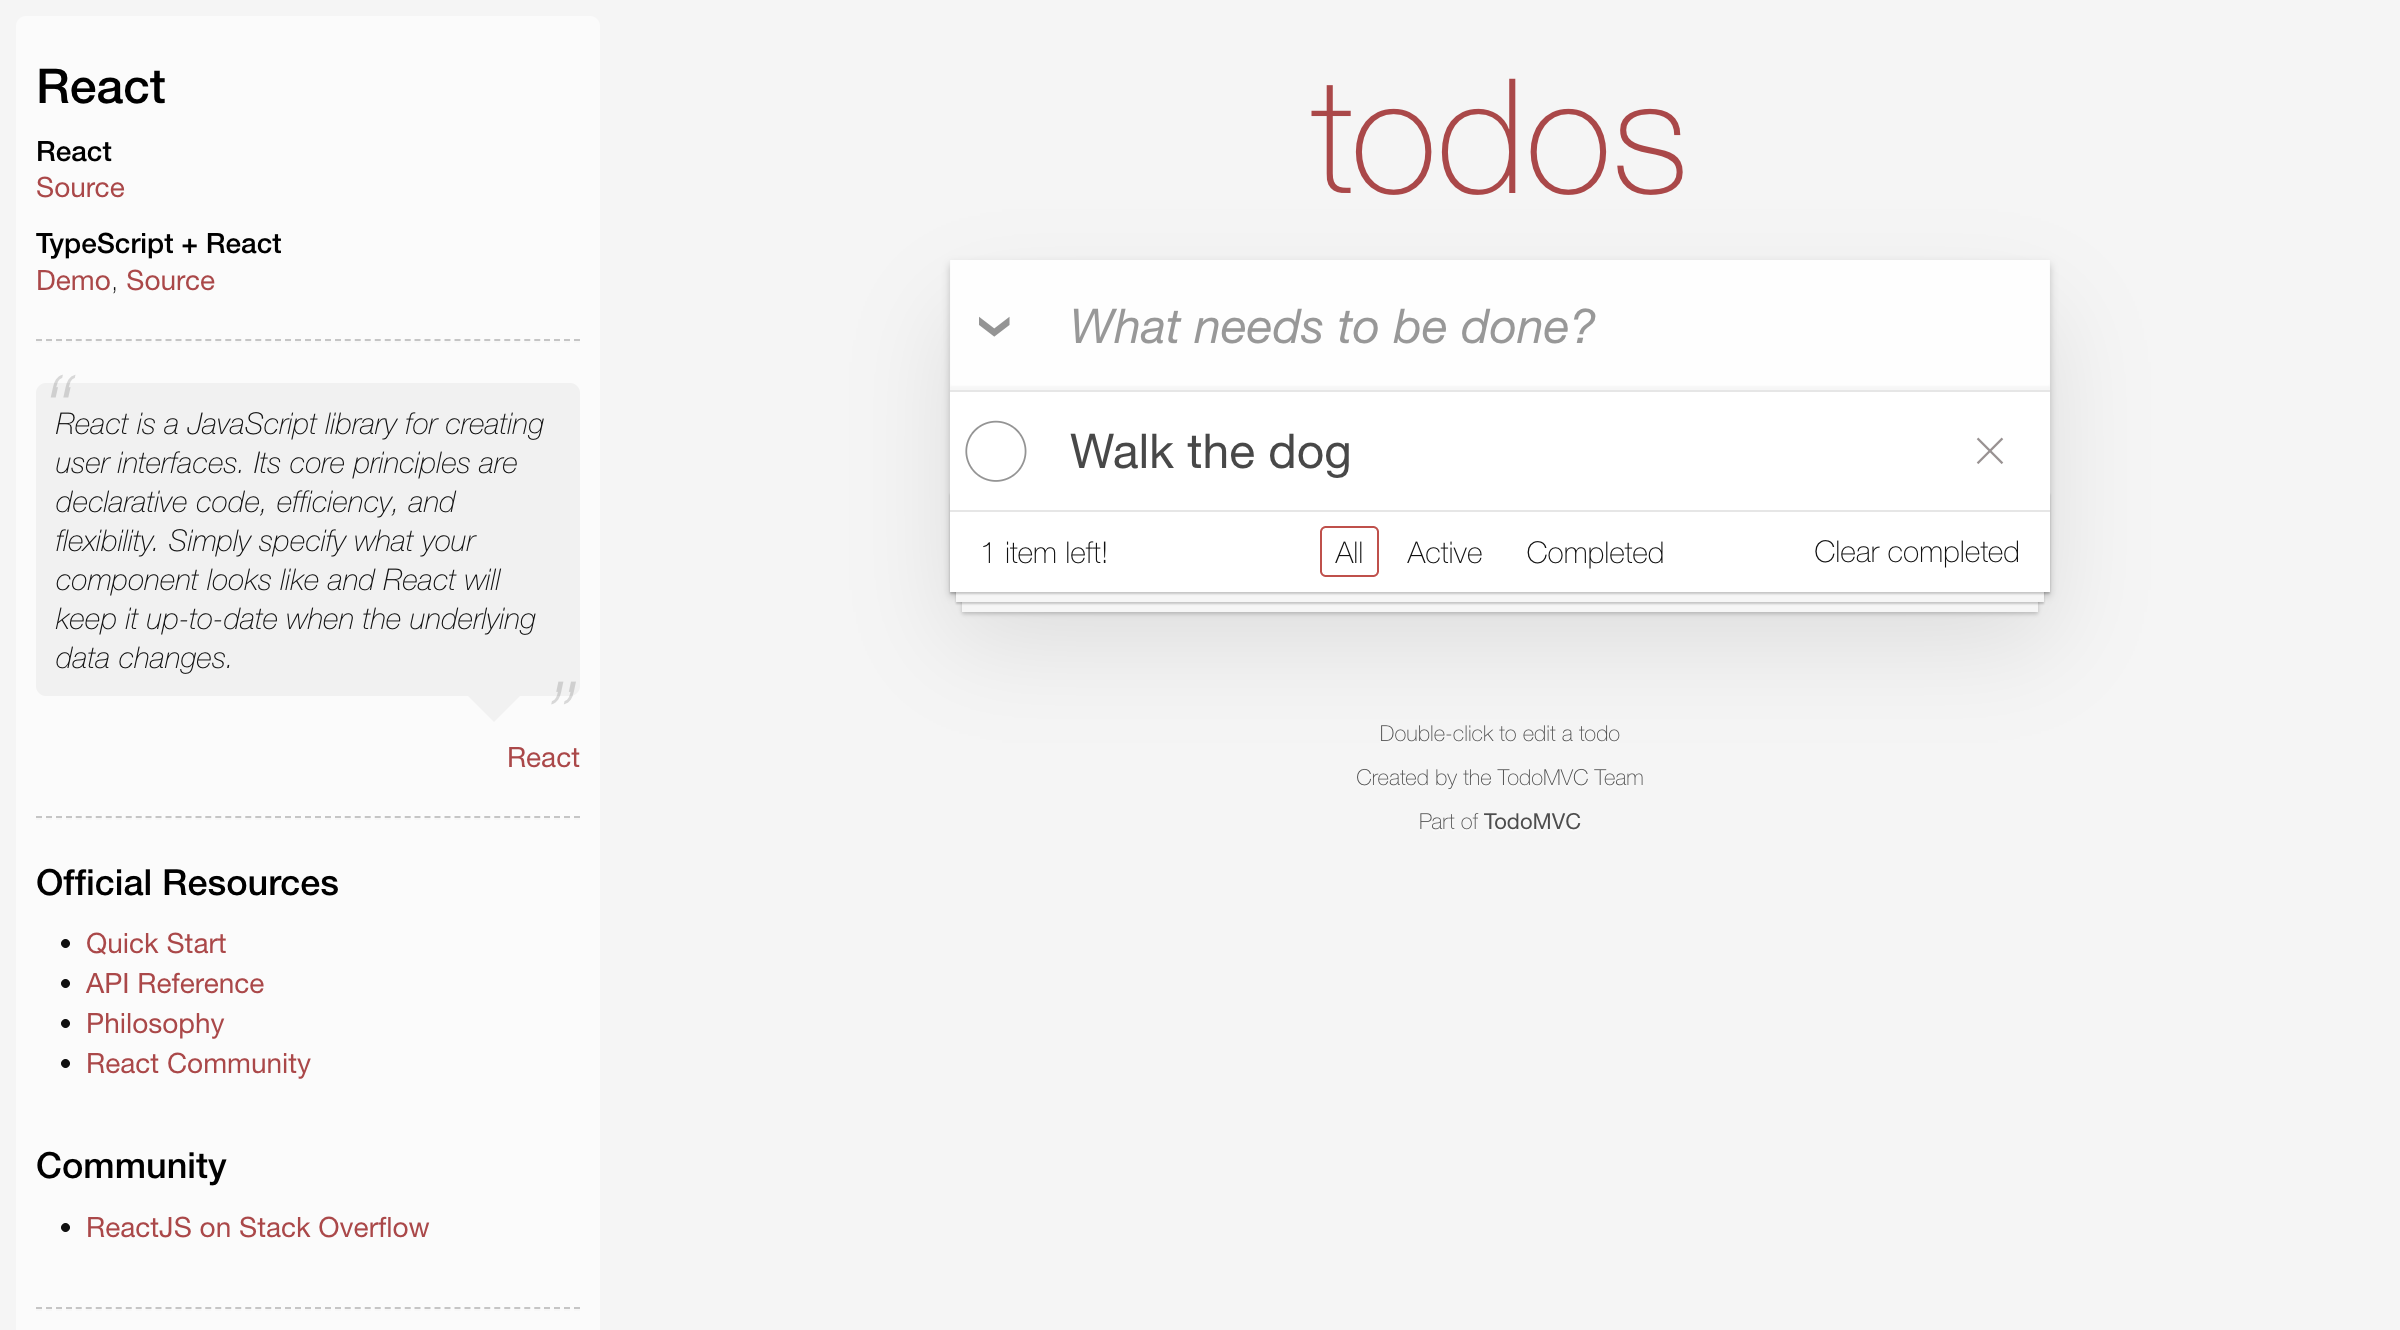 React
React
Source
TypeScript + React
Demo, Source
“
React is a JavaScript library for creating
user interfaces. Its core principles are
declarative code, efficiency, and
flexibility. Simply specify what your
component looks like and React will
keep it up-to-date when the underlying
data changes.
”
React
Official Resources
• Quick Start
• API Reference
• Philosophy
• React Community
Community
• ReactJS on Stack Overflow
todos
What needs to be done?
Walk the dog
1 item left! All Active Completed Clear completed
Double-click to edit a todo
Created by the TodoMVC Team
Part of TodoMVC